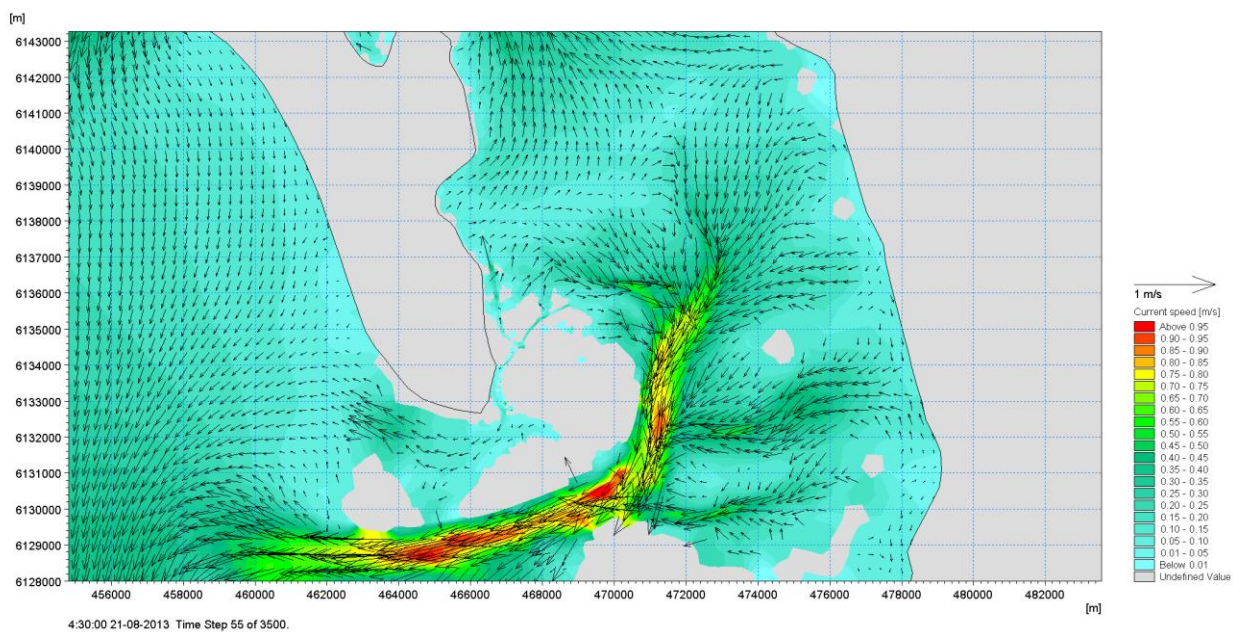 [m]
6143000
6142000
6141000
6140000
6139000
6138000
6137000
6136000
6135000
6134000
6133000
6132000
6131000
6130000
6129000
6128000
456000 458000 460000 462000 464000 466000 468000 470000 472000 474000 476000 478000 480000 482000
[m]
4:30:00 21-08-2013 Time Step 55 of 3500.
1 m/s
Current speed [m/s]
Above 0.95
0.90 - 0.95
0.85 - 0.90
0.80 - 0.85
0.75 - 0.80
0.70 - 0.75
0.65 - 0.70
0.60 - 0.65
0.55 - 0.60
0.50 - 0.55
0.45 - 0.50
0.40 - 0.45
0.35 - 0.40
0.30 - 0.35
0.25 - 0.30
0.20 - 0.25
0.15 - 0.20
0.10 - 0.15
0.05 - 0.10
0.01 - 0.05
Below 0.01
Undefined Value